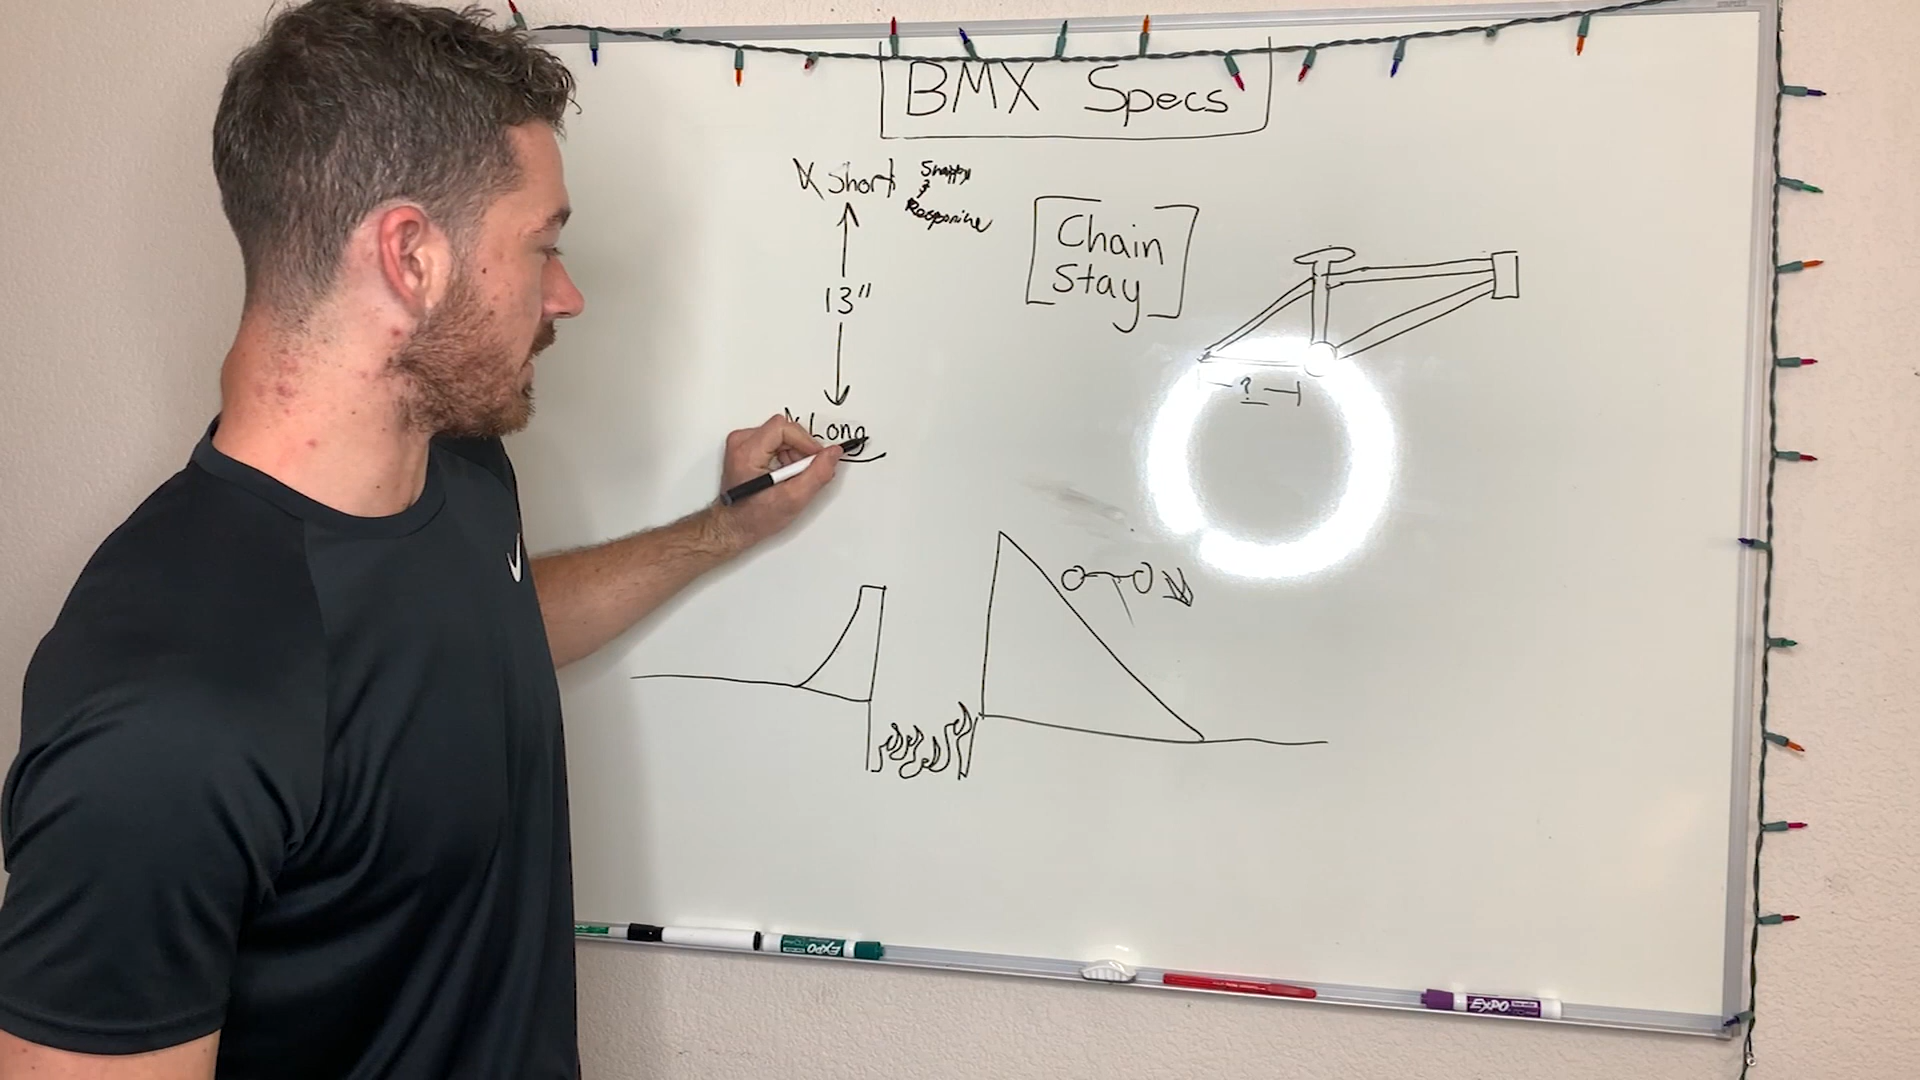 BMX Specs
Short
Snappy
&
Responsive
Chain
Stay
13"
?
Long
EXPO
EXPO